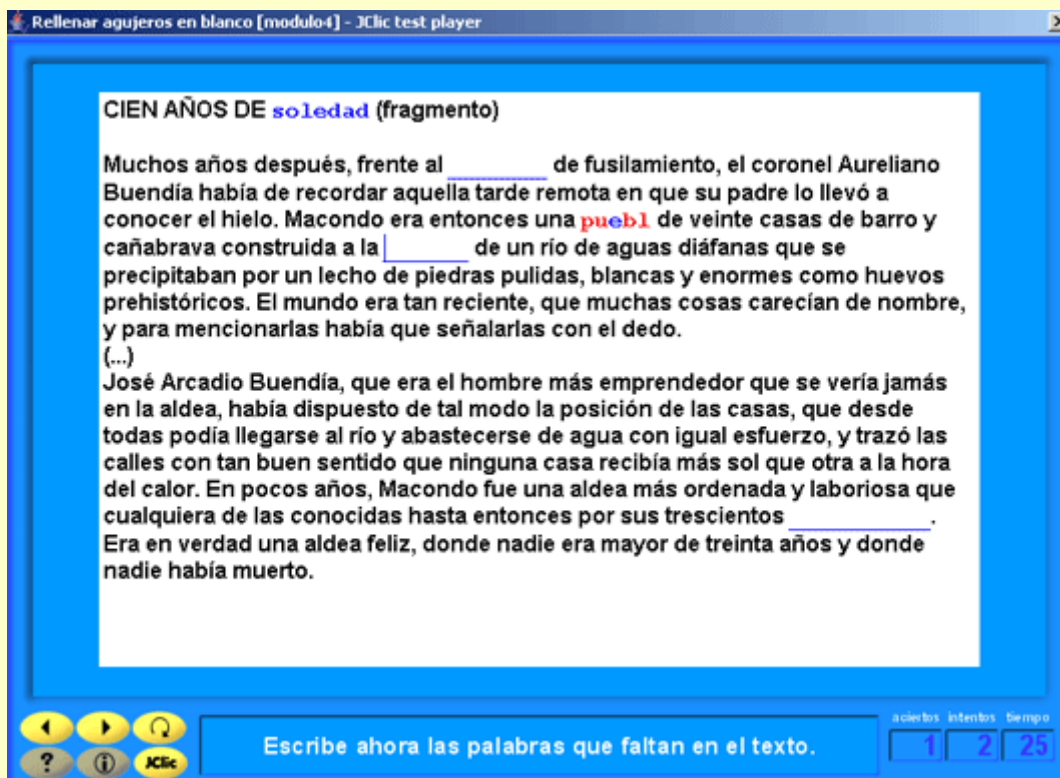 Rellenar agujeros en blanco [modulo4] - JClic test player
CIEN AÑOS DE soledad (fragmento)
Muchos años después, frente al __________ de fusilamiento, el coronel Aureliano
Buendía había de recordar aquella tarde remota en que su padre lo llevó a
conocer el hielo. Macondo era entonces una puebl de veinte casas de barro y
cañabrava construida a la ________ de un río de aguas diáfanas que se
precipitaban por un lecho de piedras pulidas, blancas y enormes como huevos
prehistóricos. El mundo era tan reciente, que muchas cosas carecían de nombre,
y para mencionarlas había que señalarlas con el dedo.
(...)
José Arcadio Buendía, que era el hombre más emprendedor que se vería jamás
en la aldea, había dispuesto de tal modo la posición de las casas, que desde
todas podía llegarse al río y abastecerse de agua con igual esfuerzo, y trazó las
calles con tan buen sentido que ninguna casa recibía más sol que otra a la hora
del calor. En pocos años, Macondo fue una aldea más ordenada y laboriosa que
cualquiera de las conocidas hasta entonces por sus trescientos ______________.
Era en verdad una aldea feliz, donde nadie era mayor de treinta años y donde
nadie había muerto.
aciertos intentos tiempo
Escribe ahora las palabras que faltan en el texto.
1 2 25
? i JClic